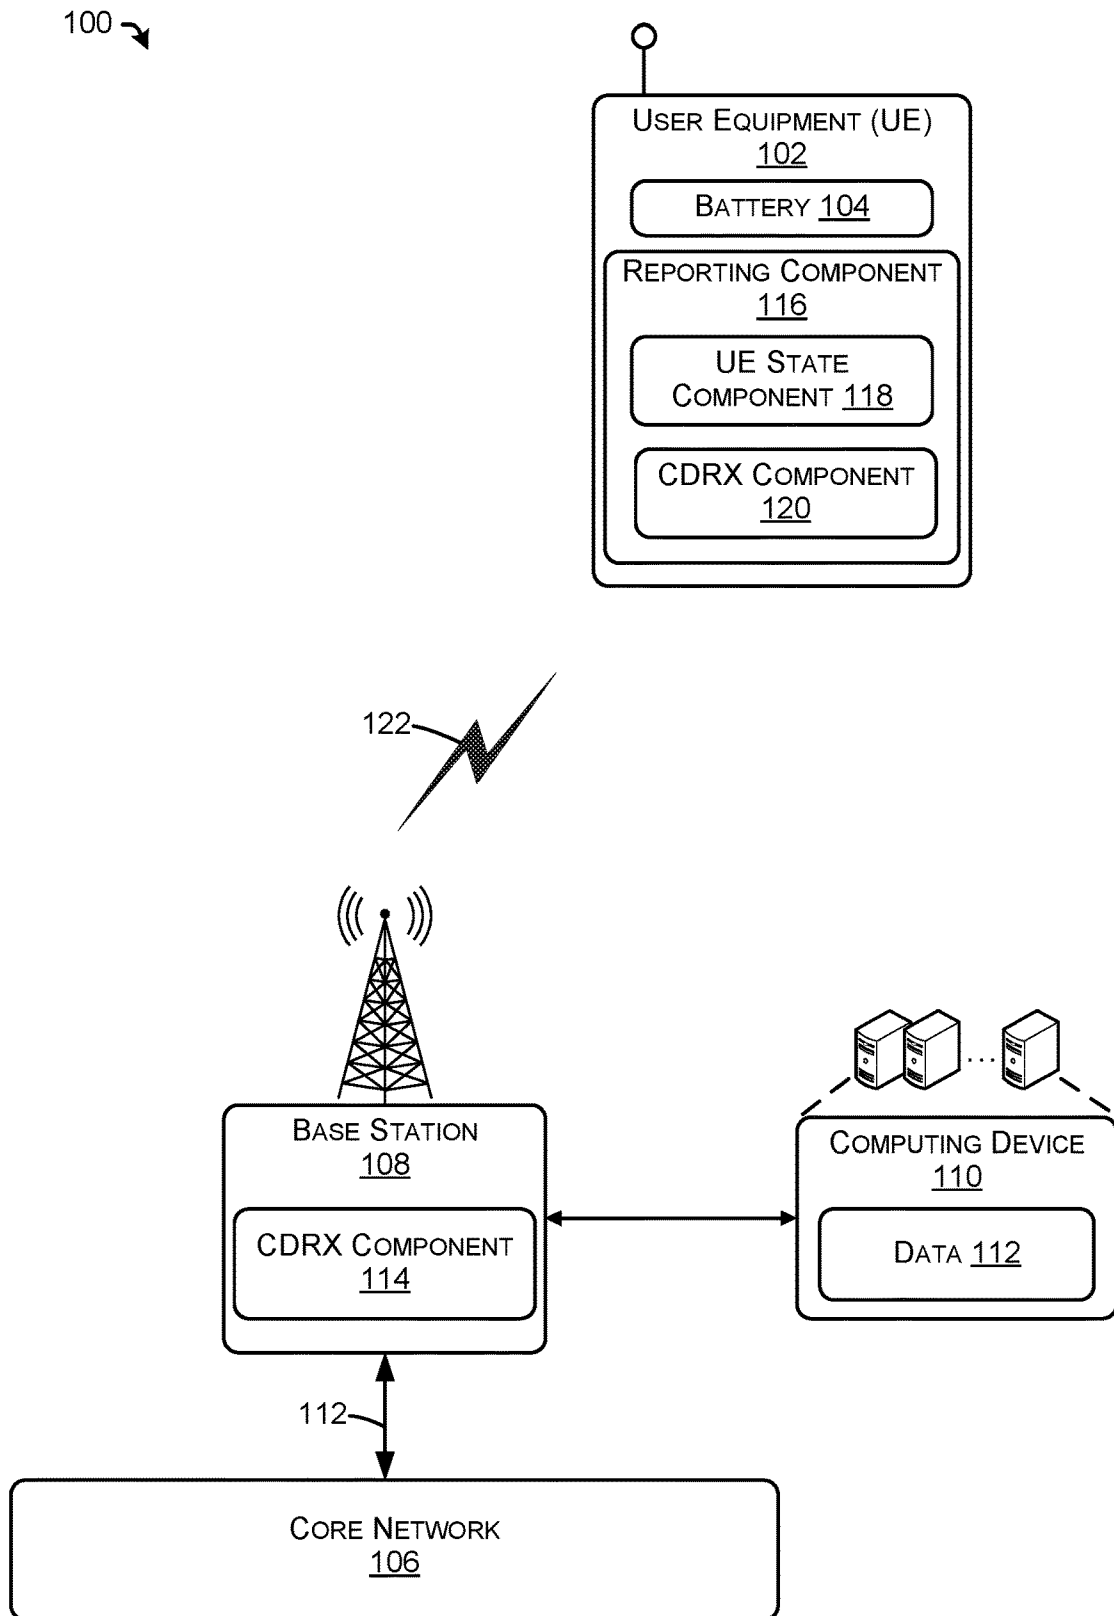 100
USER EQUIPMENT (UE)
102
BATTERY 104
REPORTING COMPONENT
116
UE STATE
COMPONENT 118
CDRX COMPONENT
120
122
BASE STATION
108
CDRX COMPONENT
114
...
COMPUTING DEVICE
110
DATA 112
112
CORE NETWORK
106